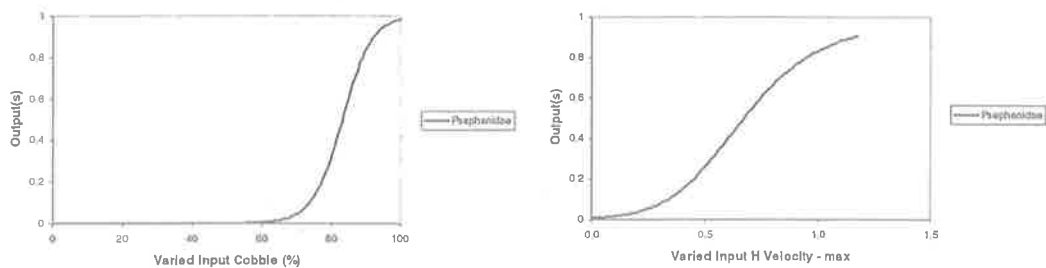 1
0.8
0.6
0.4
0.2
0
Output(s)
0 20 40 60 80 100
Varied Input Cobble (%)
Psephenidae
1
0.8
0.6
0.4
0.2
0
Output(s)
0.0 0.5 1.0 1.5
Varied Input H Velocity - max
Psephenidae